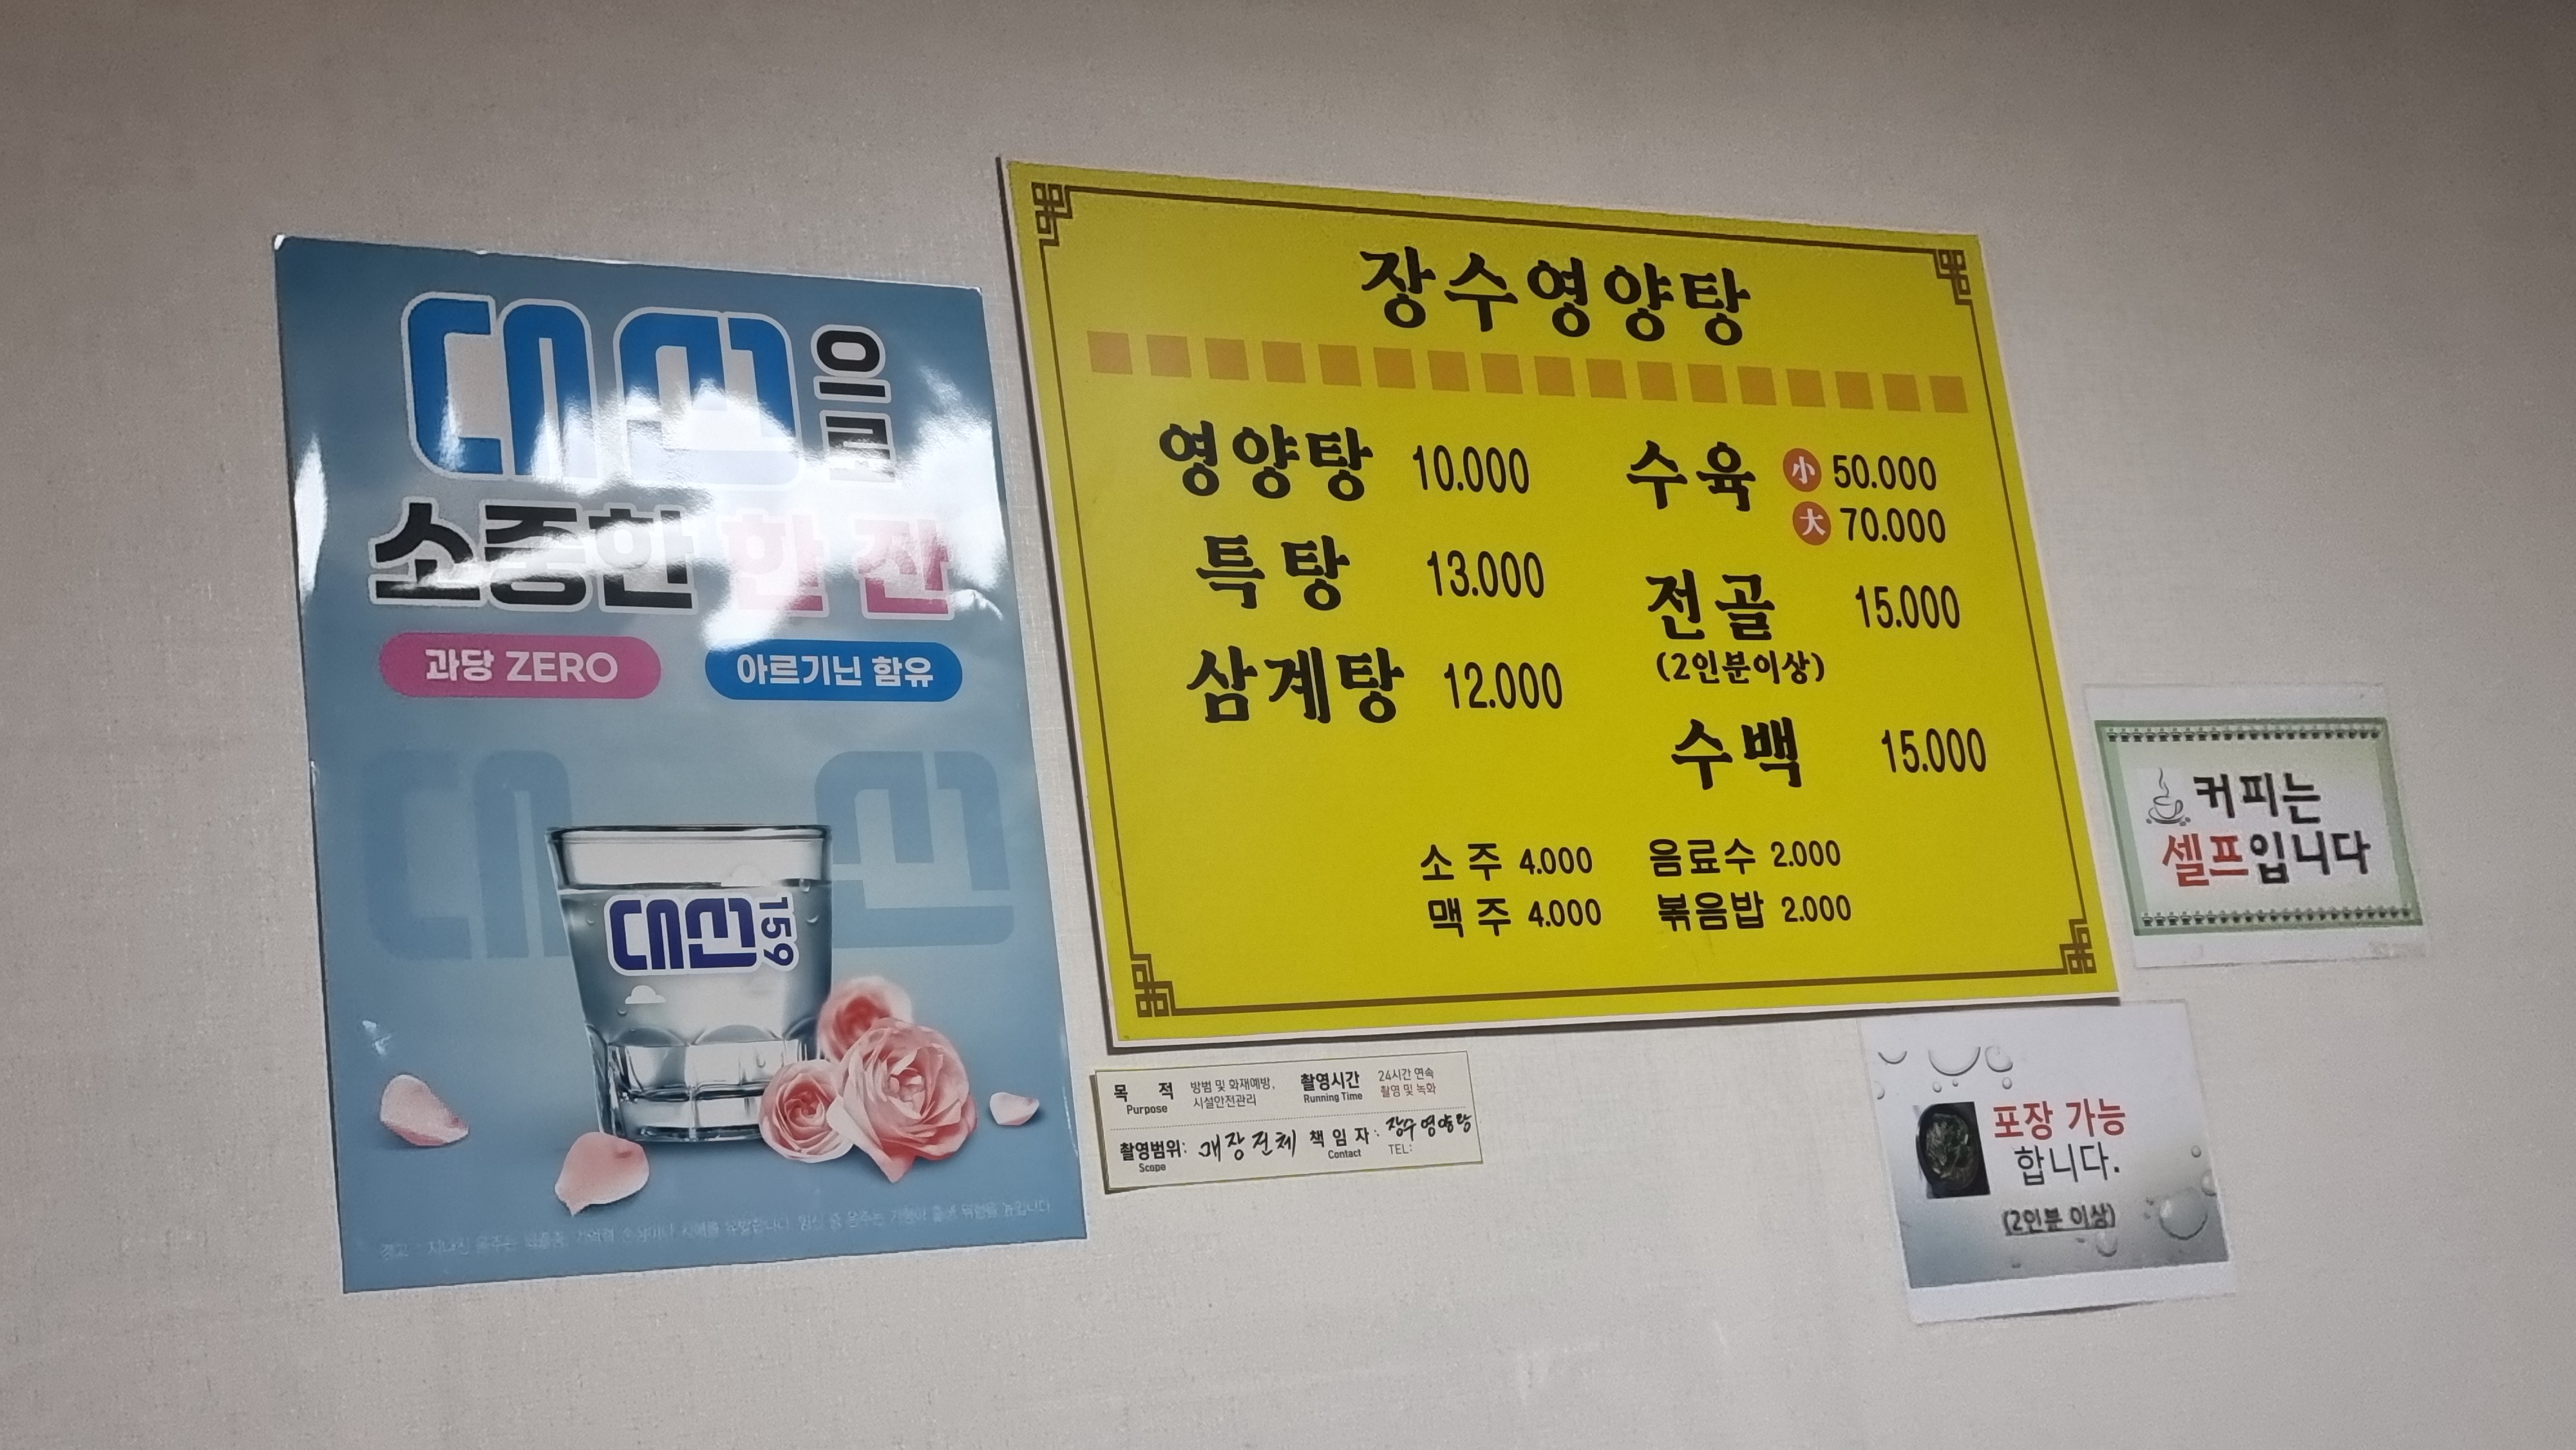 대선으로
소중한 한 잔
과당 ZERO
아르기닌 함유
대선
대선 159
장수영양탕
영양탕 10.000
특탕 13.000
삼계탕 12.000
수육 小 50.000
大 70.000
전골 15.000
(2인분이상)
수백 15.000
소주 4.000 음료수 2.000
맥주 4.000 볶음밥 2.000
목적 방범 및 화재예방, 촬영시간 24시간 연속
Purpose 시설안전관리 Running Time 촬영 및 녹화
촬영범위: 매장전체 책임자: 장수영양탕
Scope Contact TEL:
커피는
셀프입니다
포장 가능
합니다.
(2인분 이상)